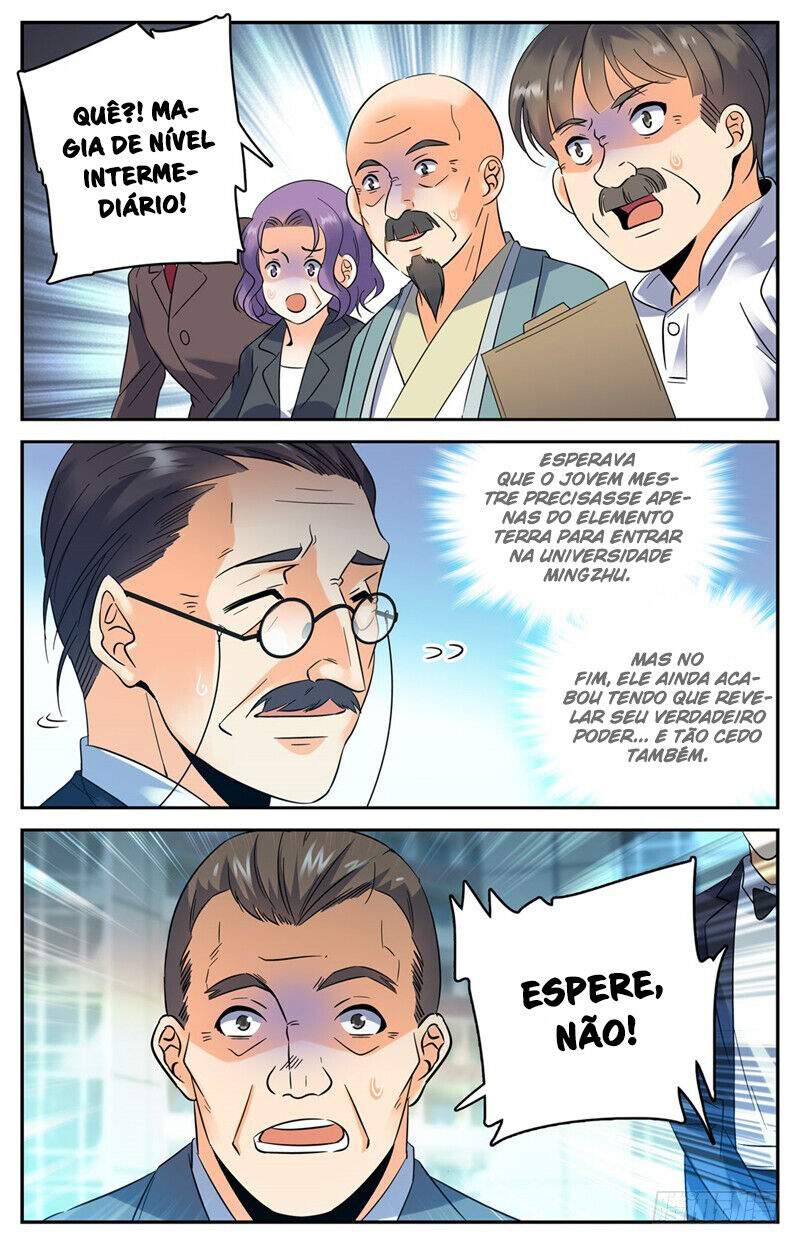 QUÊ?! MA-
GIA DE NÍVEL
INTERME-
DIÁRIO!
ESPERAVA
QUE O JOVEM MES-
TRE PRECISASSE APE-
NAS DO ELEMENTO
TERRA PARA ENTRAR
NA UNIVERSIDADE
MINGZHU.
MAS NO
FIM, ELE AINDA ACA-
BOU TENDO QUE REVE-
LAR SEU VERDADEIRO
PODER... E TÃO CEDO
TAMBÉM.
ESPERE,
NÃO!